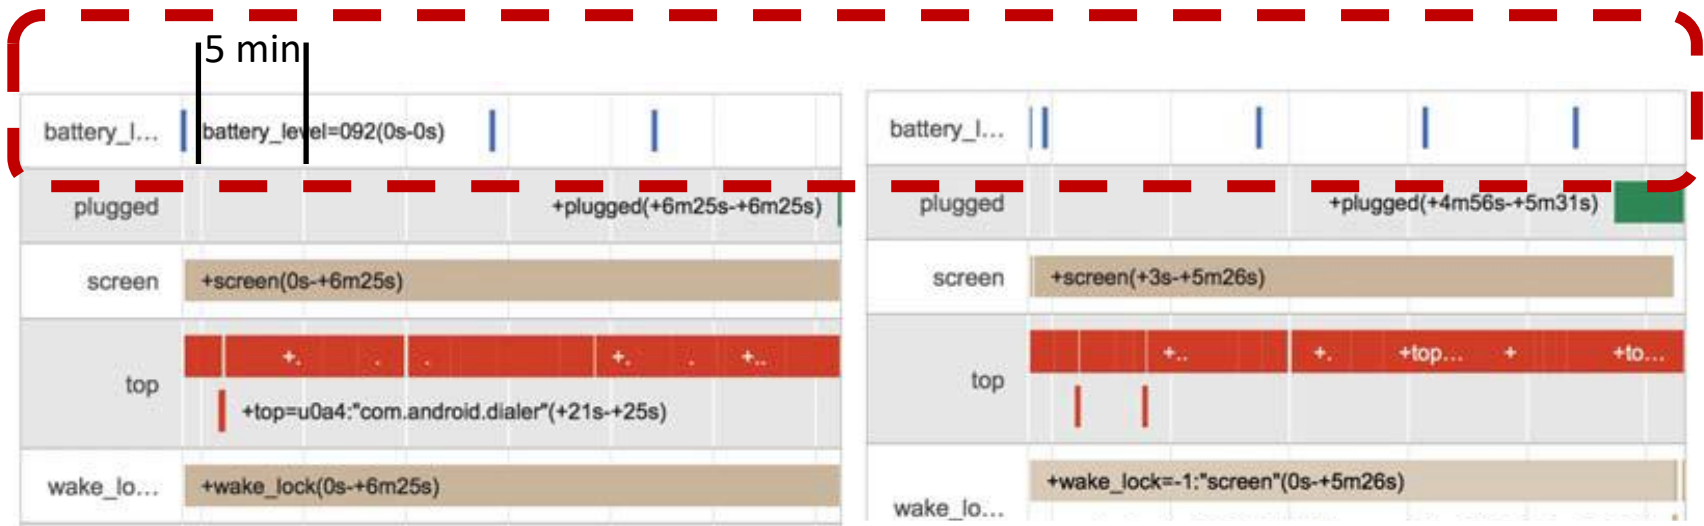 5 min
battery_l...
battery_level=092(0s-0s)
plugged
+plugged(+6m25s-+6m25s)
screen
+screen(0s-+6m25s)
top
+. . . +. . +..
+top=u0a4:"com.android.dialer"(+21s-+25s)
wake_lo...
+wake_lock(0s-+6m25s)
battery_l...
plugged
+plugged(+4m56s-+5m31s)
screen
+screen(+3s-+5m26s)
top
+.. +. +top... + +to...
+wake_lock=-1:"screen"(0s-+5m26s)
wake_lo...